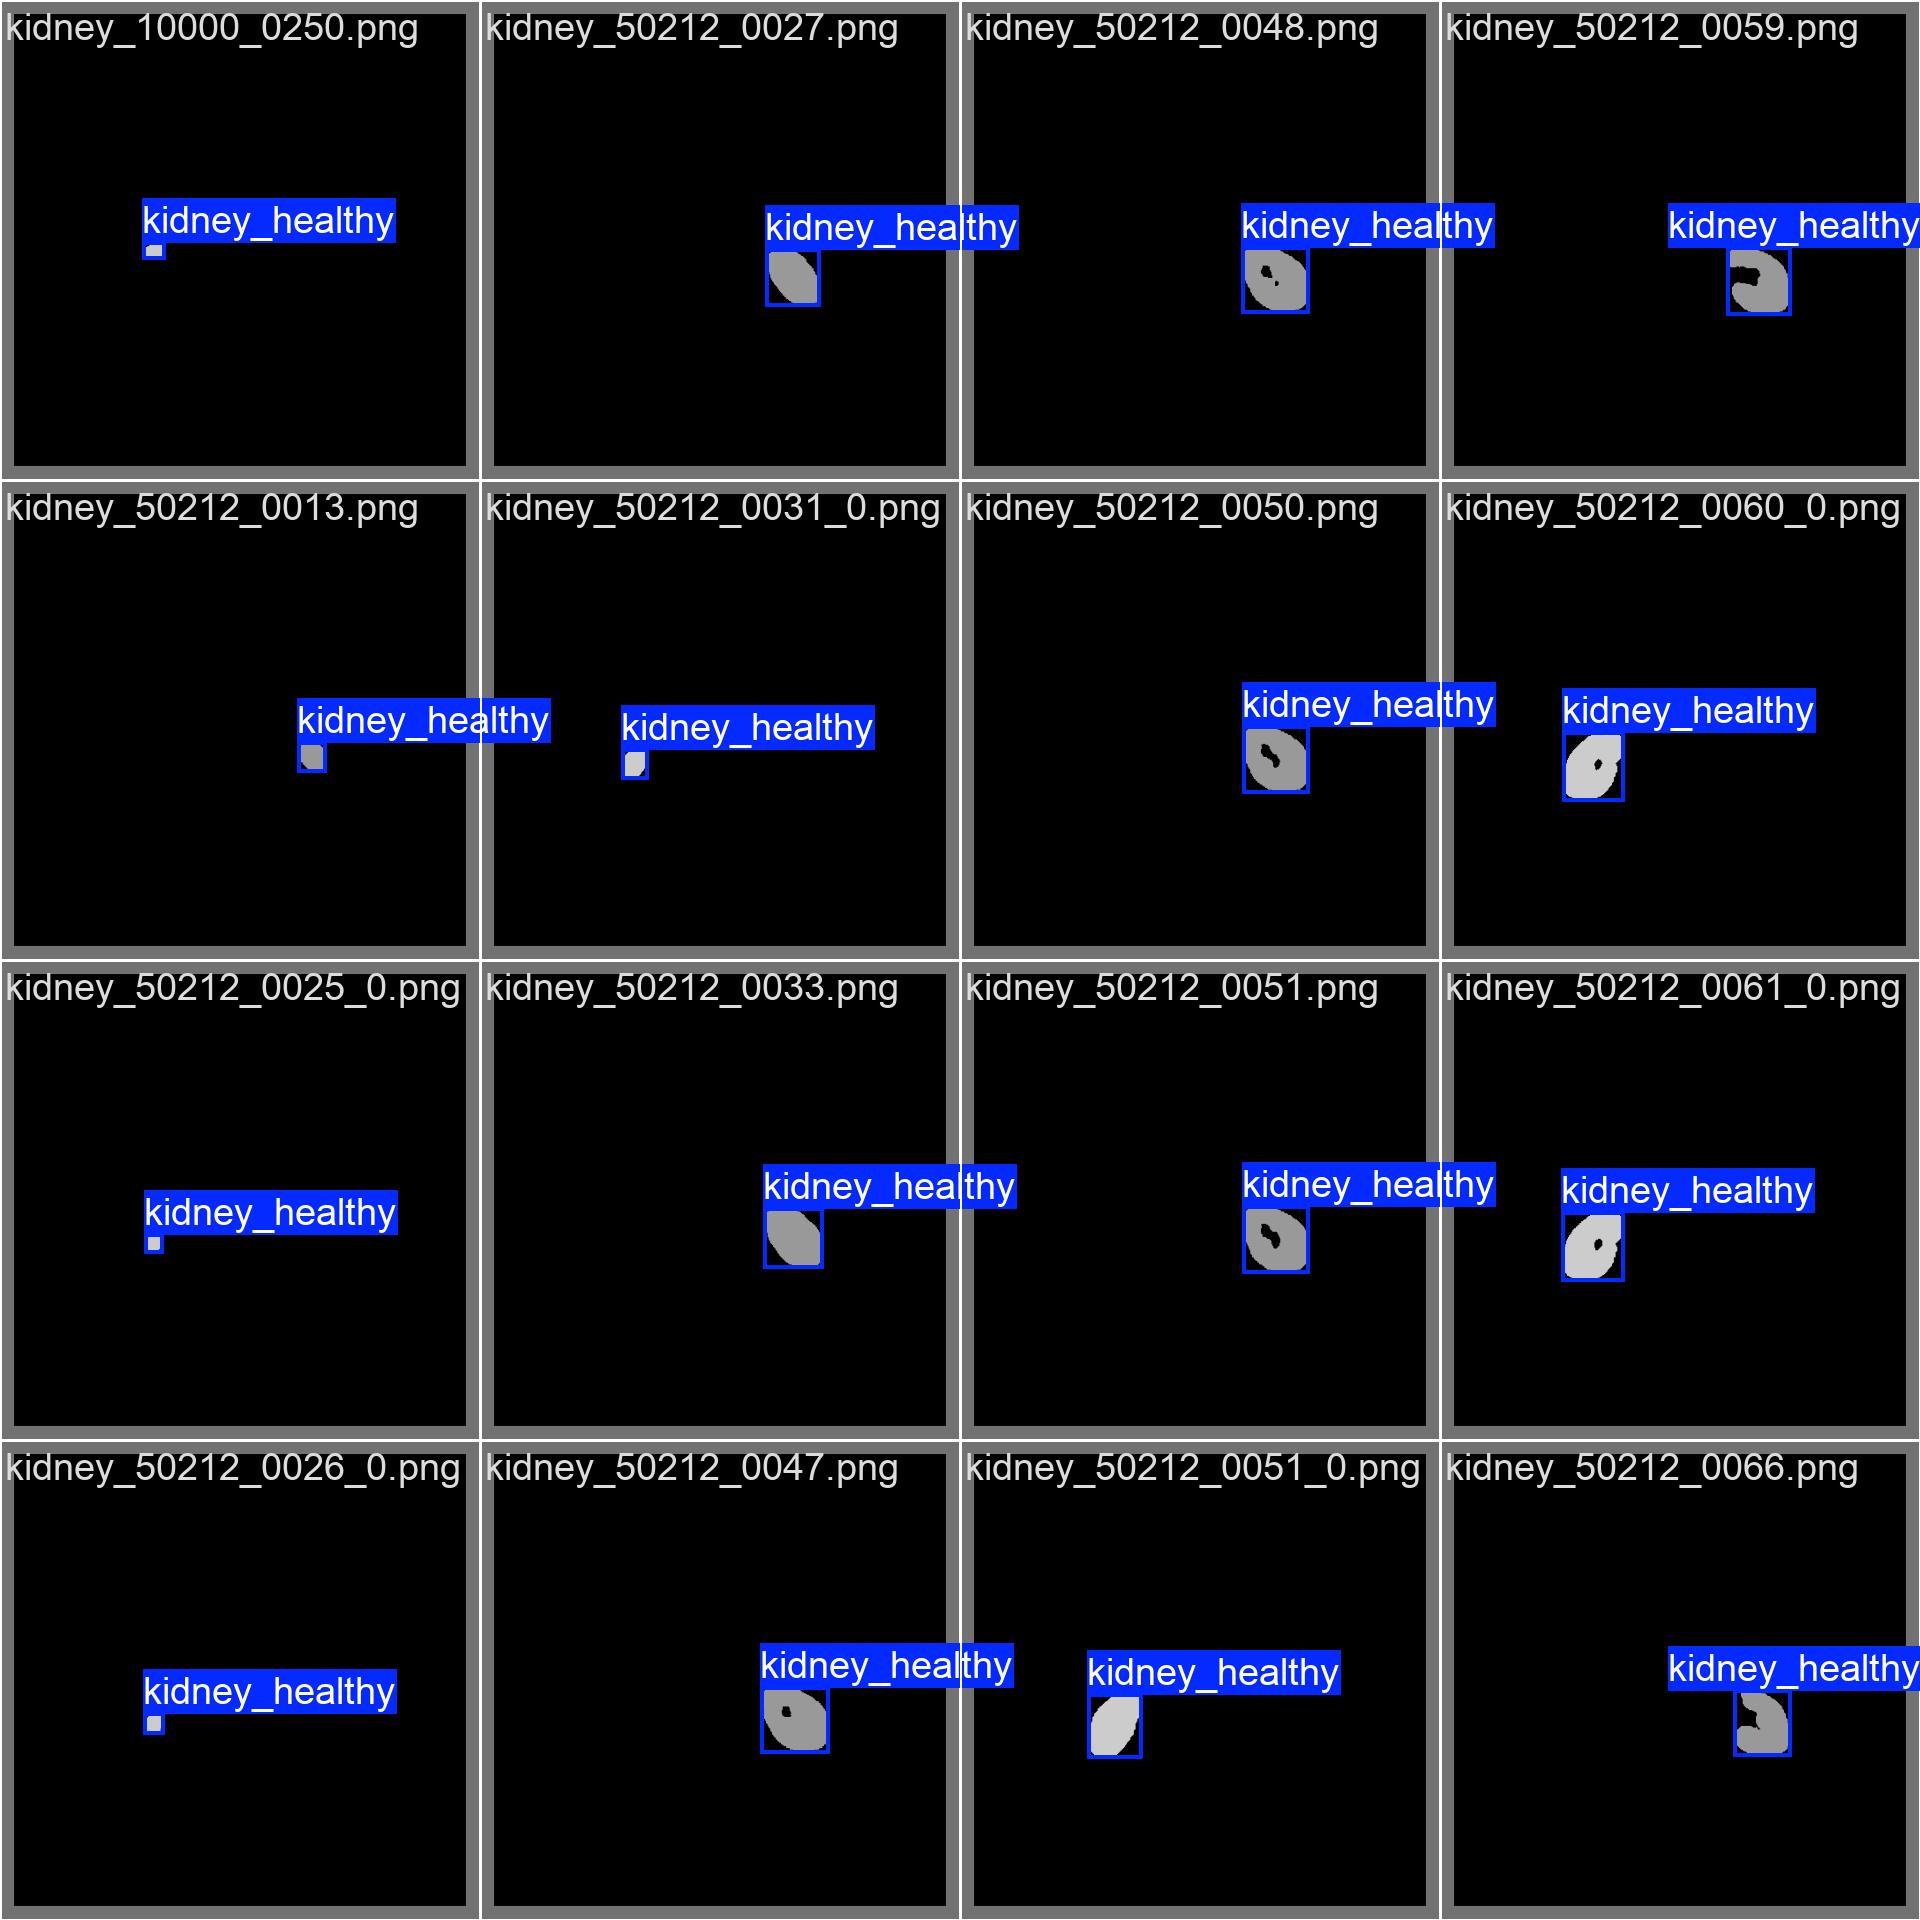 kidney_10000_0250.png
kidney_50212_0027.png
kidney_50212_0048.png
kidney_50212_0059.png
kidney_healthy
kidney_healthy
kidney_healthy
kidney_healthy
kidney_50212_0013.png
kidney_50212_0031_0.png
kidney_50212_0050.png
kidney_50212_0060_0.png
kidney_healthy
kidney_healthy
kidney_healthy
kidney_healthy
kidney_50212_0025_0.png
kidney_50212_0033.png
kidney_50212_0051.png
kidney_50212_0061_0.png
kidney_healthy
kidney_healthy
kidney_healthy
kidney_healthy
kidney_50212_0026_0.png
kidney_50212_0047.png
kidney_50212_0051_0.png
kidney_50212_0066.png
kidney_healthy
kidney_healthy
kidney_healthy
kidney_healthy